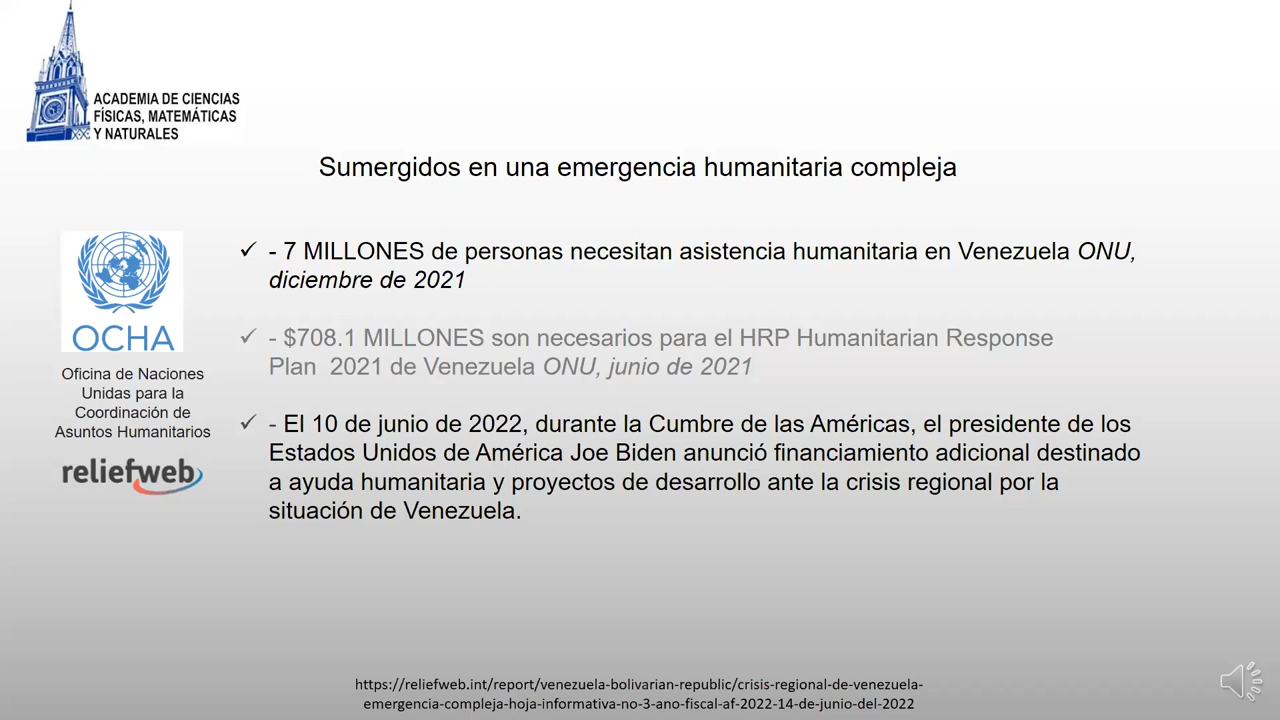 ACADEMIA DE CIENCIAS
FÍSICAS, MATEMÁTICAS
Y NATURALES
Sumergidos en una emergencia humanitaria compleja
OCHA
Oficina de Naciones
Unidas para la
Coordinación de
Asuntos Humanitarios
reliefweb
- 7 MILLONES de personas necesitan asistencia humanitaria en Venezuela ONU,
diciembre de 2021
- $708.1 MILLONES son necesarios para el HRP Humanitarian Response
Plan 2021 de Venezuela ONU, junio de 2021
- El 10 de junio de 2022, durante la Cumbre de las Américas, el presidente de los
Estados Unidos de América Joe Biden anunció financiamiento adicional destinado
a ayuda humanitaria y proyectos de desarrollo ante la crisis regional por la
situación de Venezuela.
https://reliefweb.int/report/venezuela-bolivarian-republic/crisis-regional-de-venezuela-
emergencia-compleja-hoja-informativa-no-3-ano-fiscal-af-2022-14-de-junio-del-2022